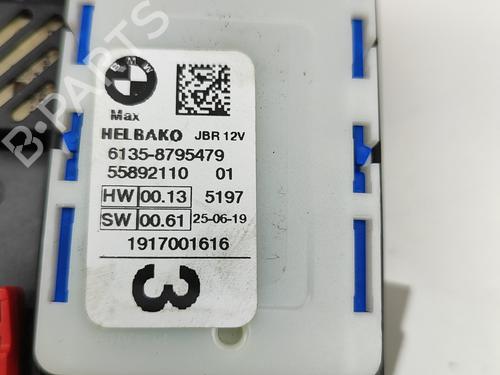 B-PARTS
BMW
Max
HELBAKO JBR 12V
6135-8795479
55892110 01
HW 00.13 5197
SW 00.61 25-06-19
1917001616
3